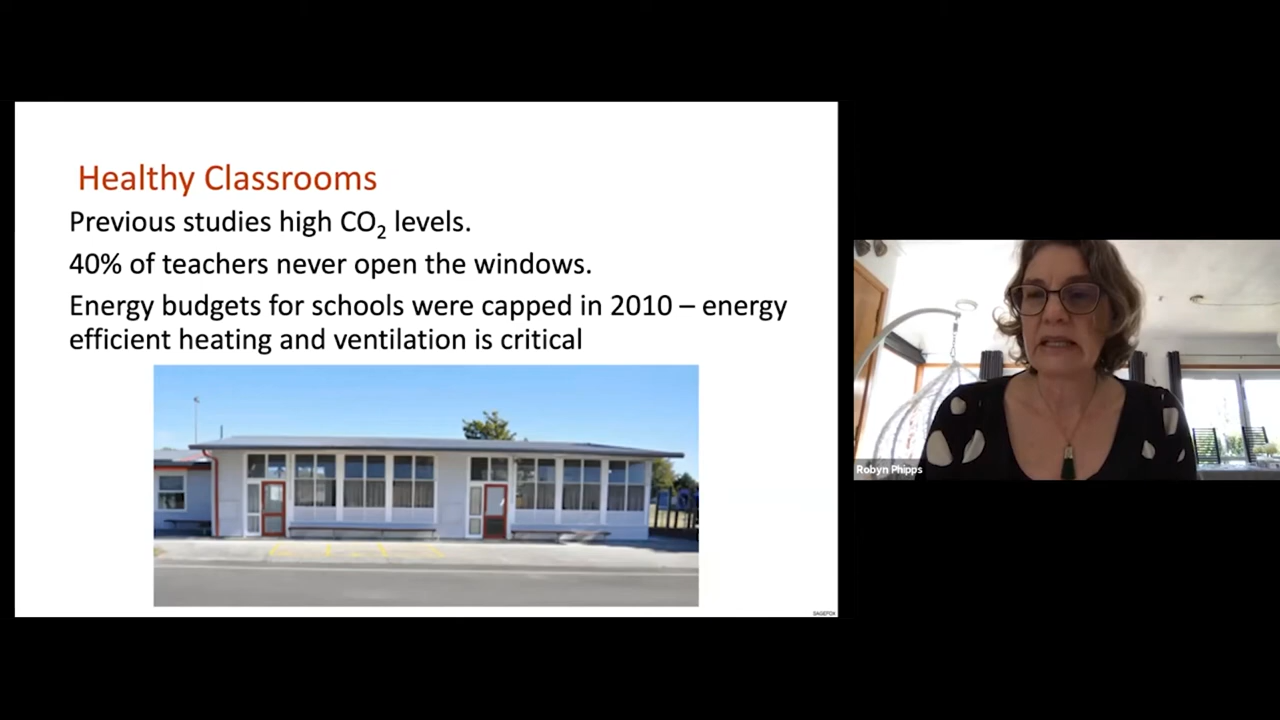 Healthy Classrooms
Previous studies high CO₂ levels.
40% of teachers never open the windows.
Energy budgets for schools were capped in 2010 – energy
efficient heating and ventilation is critical
Robyn Phipps
SAGEFOX